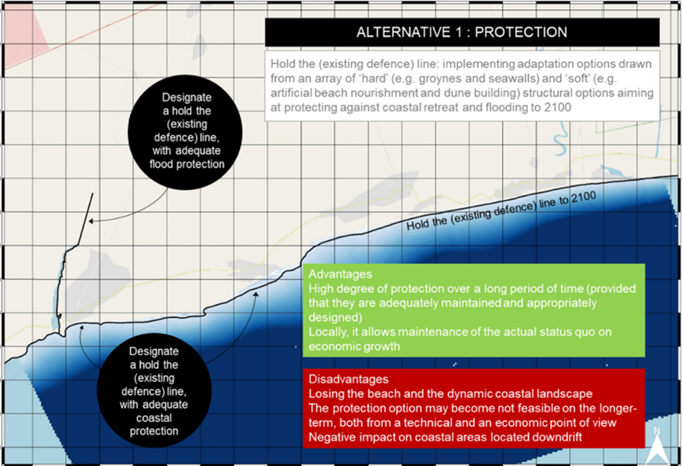 ALTERNATIVE 1 : PROTECTION
Hold the (existing defence) line: implementing adaptation options drawn
from an array of 'hard' (e.g. groynes and seawalls) and 'soft' (e.g.
artificial beach nourishment and dune building) structural options aiming
at protecting against coastal retreat and flooding to 2100
Designate
a hold the
(existing
defence) line,
with adequate
flood protection
Hold the (existing defence) line to 2100
Advantages
High degree of protection over a long period of time (provided
that they are adequately maintained and appropriately
designed)
Locally, it allows maintenance of the actual status quo on
economic growth
Designate
a hold the
(existing
defence) line,
with adequate
coastal
protection
Disadvantages
Losing the beach and the dynamic coastal landscape
The protection option may become not feasible on the longer-
term, both from a technical and an economic point of view
Negative impact on coastal areas located downdrift
N